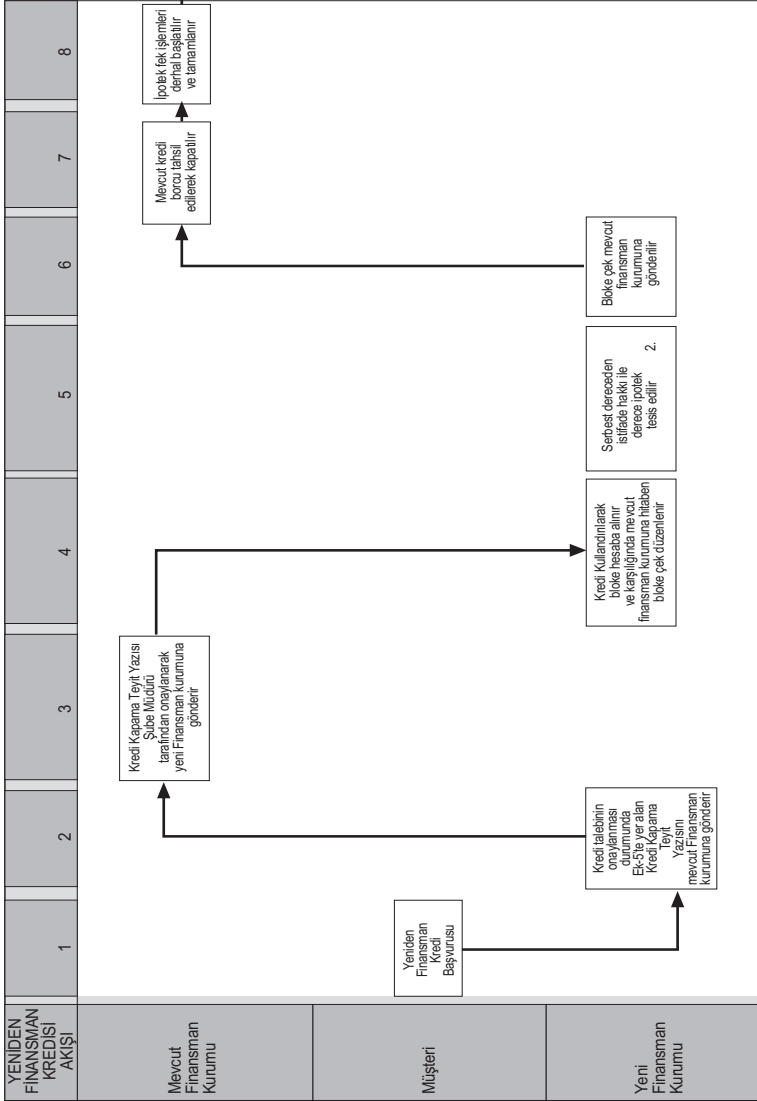 YENİDEN
FİNANSMAN
KREDİSİ
AKIŞI
1
2
3
4
5
6
7
8
Mevcut
Finansman
Kurumu
Kredi Kapama Teyit Yazısı
Şube Müdürü
tarafından onaylanarak
yeni Finansman kurumuna
gönderir
Mevcut kredi
borcu tahsil
edilerek kapatılır
İpotek fek işlemleri
derhal başlatılır
ve tamamlanır
Müşteri
Yeniden
Finansman
Kredi
Başvurusu
Yeni
Finansman
Kurumu
Kredi talebinin
onaylanması
durumunda
Ek-5'te yer alan
Kredi Kapama
Teyit
Yazısını
mevcut Finansman
kurumuna gönderir
Kredi Kullandırılarak
bloke hesaba alınır
ve karşılığında mevcut
finansman kurumuna hitaben
bloke çek düzenlenir
Serbest dereceden
istifade hakkı ile 2.
derece ipotek
tesis edilir
Bloke çek mevcut
finansman
kurumuna
gönderilir